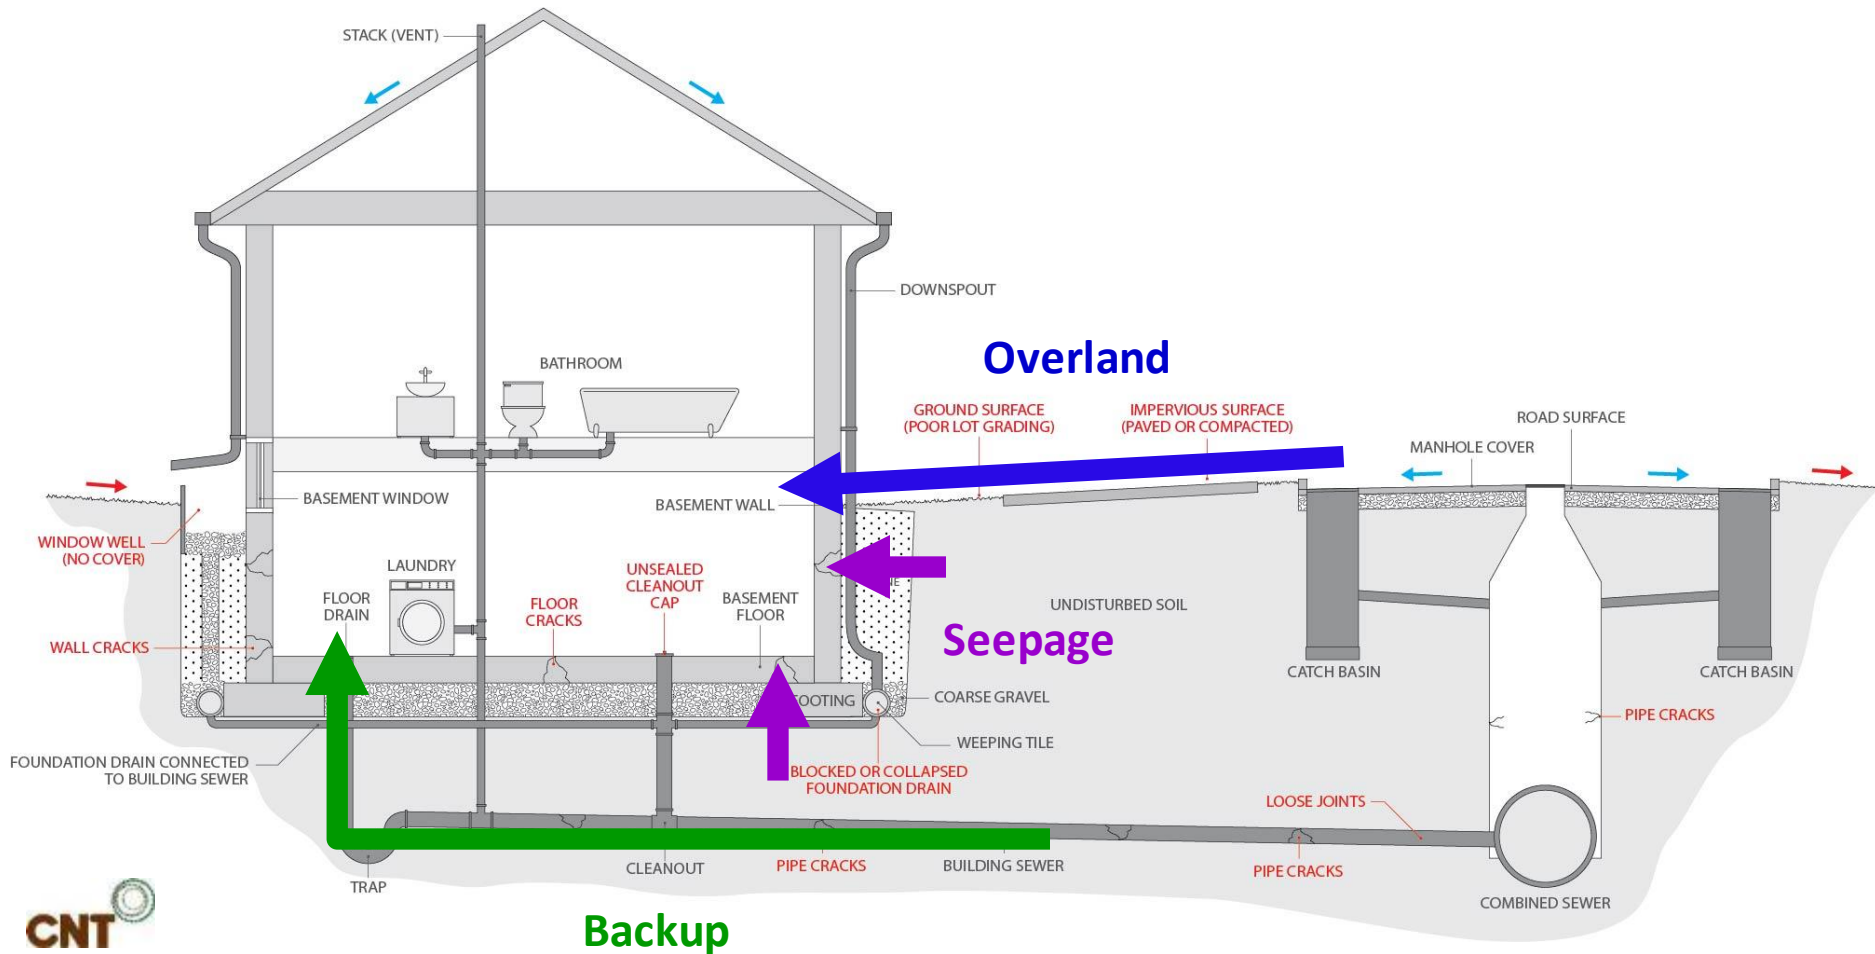 STACK (VENT)
DOWNSPOUT
Overland
BATHROOM
GROUND SURFACE
(POOR LOT GRADING)
IMPERVIOUS SURFACE
(PAVED OR COMPACTED)
ROAD SURFACE
MANHOLE COVER
BASEMENT WINDOW
BASEMENT WALL
WINDOW WELL
(NO COVER)
LAUNDRY
UNSEALED
CLEANOUT
CAP
FLOOR
DRAIN
FLOOR
CRACKS
BASEMENT
FLOOR
UNDISTURBED SOIL
WALL CRACKS
Seepage
CATCH BASIN
CATCH BASIN
COARSE GRAVEL
PIPE CRACKS
WEEPING TILE
FOUNDATION DRAIN CONNECTED
TO BUILDING SEWER
BLOCKED OR COLLAPSED
FOUNDATION DRAIN
LOOSE JOINTS
CLEANOUT
PIPE CRACKS
BUILDING SEWER
PIPE CRACKS
TRAP
COMBINED SEWER
CNT
Backup